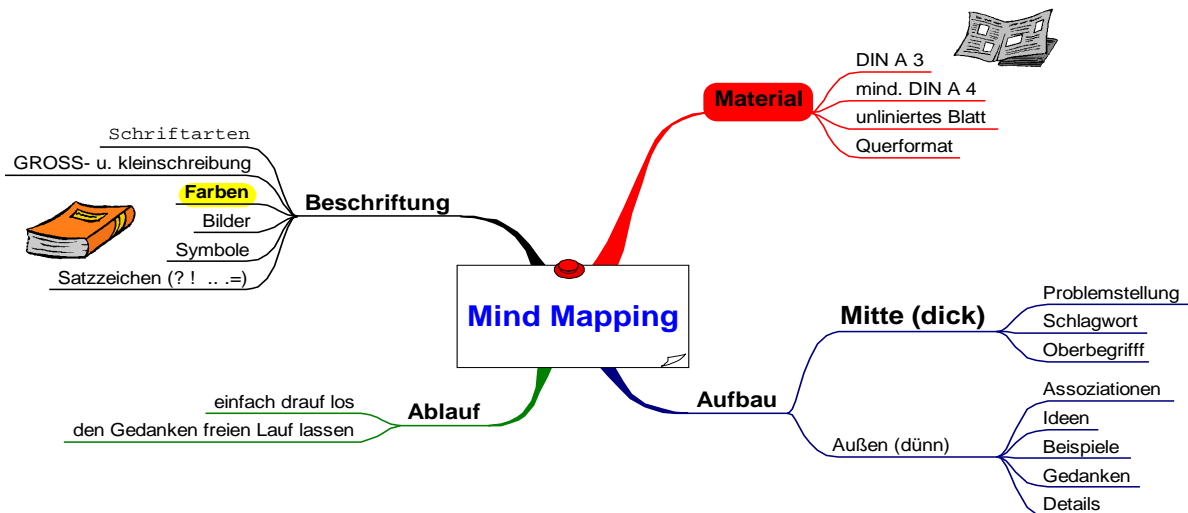 Mind Mapping
Material
DIN A 3
mind. DIN A 4
unliniertes Blatt
Querformat
Aufbau
Mitte (dick)
Problemstellung
Schlagwort
Oberbegrifff
Außen (dünn)
Assoziationen
Ideen
Beispiele
Gedanken
Details
Ablauf
einfach drauf los
den Gedanken freien Lauf lassen
Beschriftung
Schriftarten
GROSS- u. kleinschreibung
Farben
Bilder
Symbole
Satzzeichen (? ! .. .=)